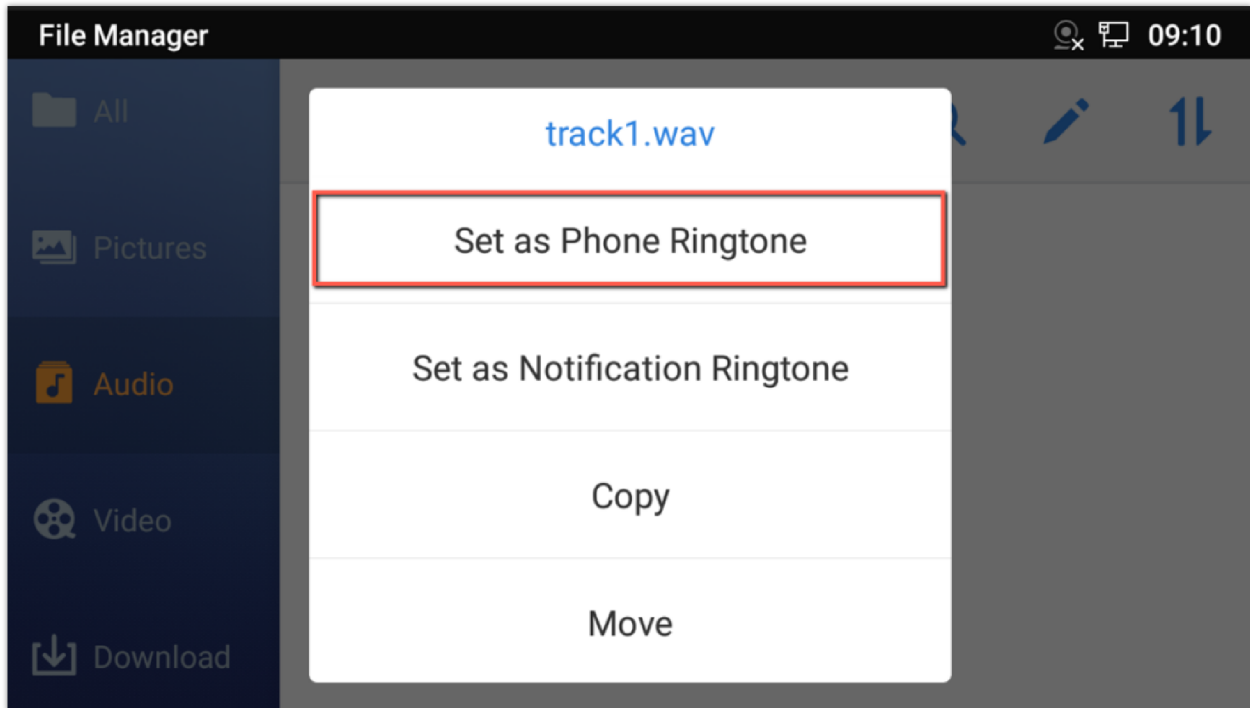 File Manager
09:10
All
Pictures
Audio
Video
Download
track1.wav
Set as Phone Ringtone
Set as Notification Ringtone
Copy
Move